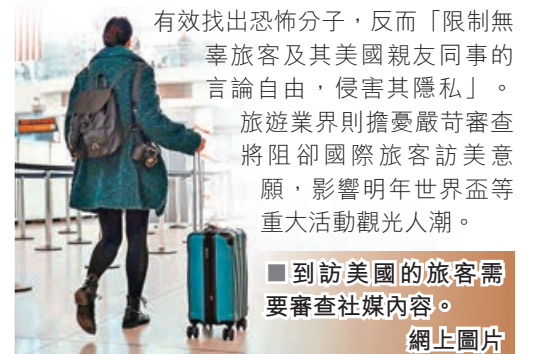 有效找出恐怖分子，反而「限制無
辜旅客及其美國親友同事的
言論自由，侵害其隱私」。
旅遊業界則擔憂嚴苛審查
將阻卻國際旅客訪美意
願，影響明年世界盃等
重大活動觀光人潮。
■到訪美國的旅客需
要審查社媒內容。
網上圖片